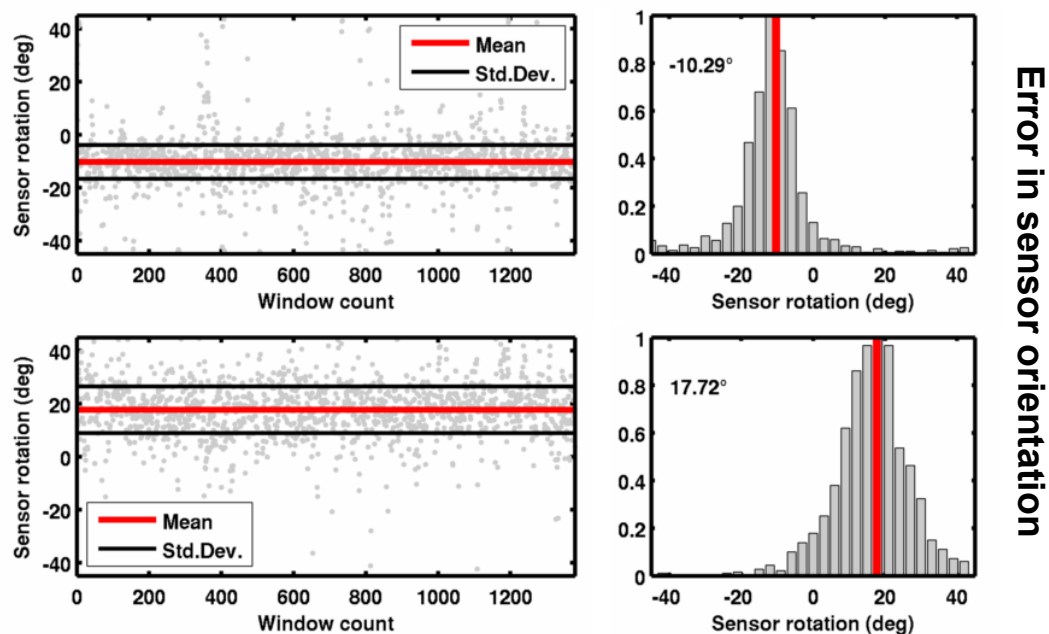 Sensor rotation (deg)
40
20
0
-20
-40
Mean
Std.Dev.
0 200 400 600 800 1000 1200
Window count
1
0.8
0.6
0.4
0.2
0
-10.29°
-40 -20 0 20 40
Sensor rotation (deg)
Sensor rotation (deg)
40
20
0
-20
-40
Mean
Std.Dev.
0 200 400 600 800 1000 1200
Window count
1
0.8
0.6
0.4
0.2
0
17.72°
-40 -20 0 20 40
Sensor rotation (deg)
Error in sensor orientation